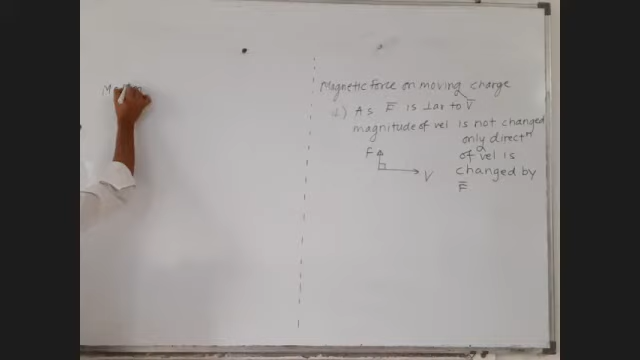 Magnetic force on moving charge
1) As F is ⊥ar to V
magnitude of vel is not changed
only directn
of vel is
changed by
F
F
V